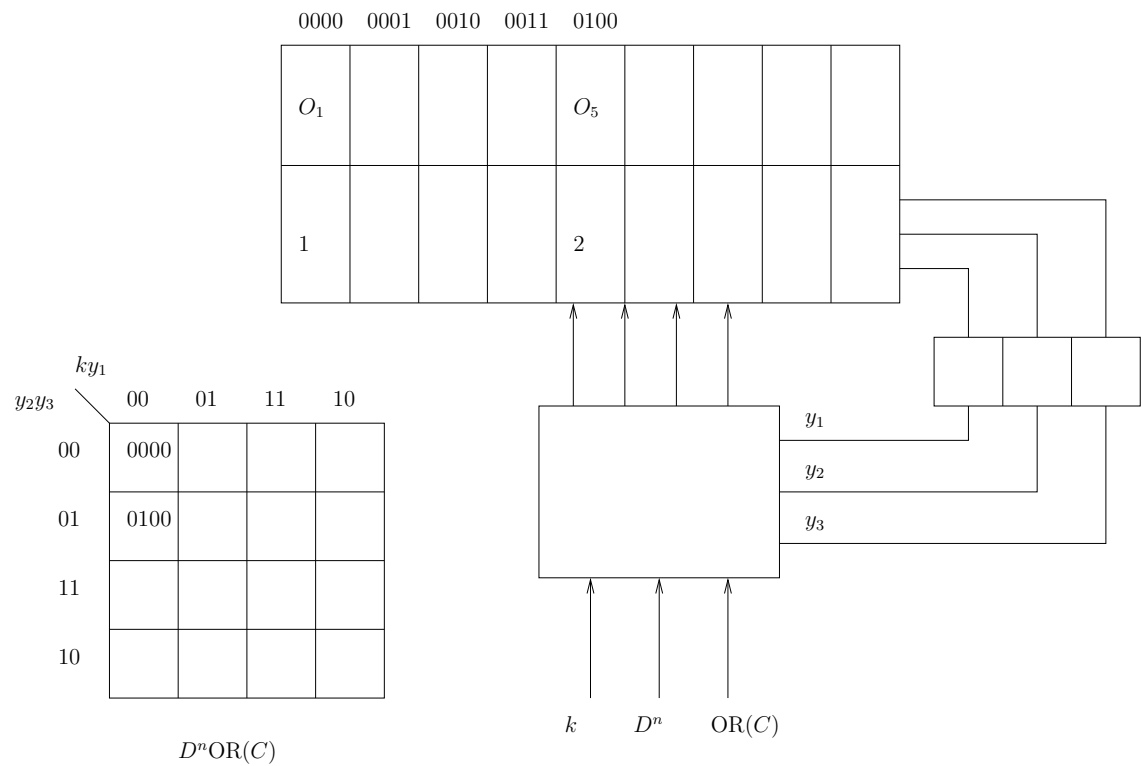 0000 0001 0010 0011 0100
O₁ O₅
1 2
ky₁
y₂y₃ 00 01 11 10
00 0000
01 0100
11
10
DⁿOR(C)
y₁
y₂
y₃
k Dⁿ OR(C)